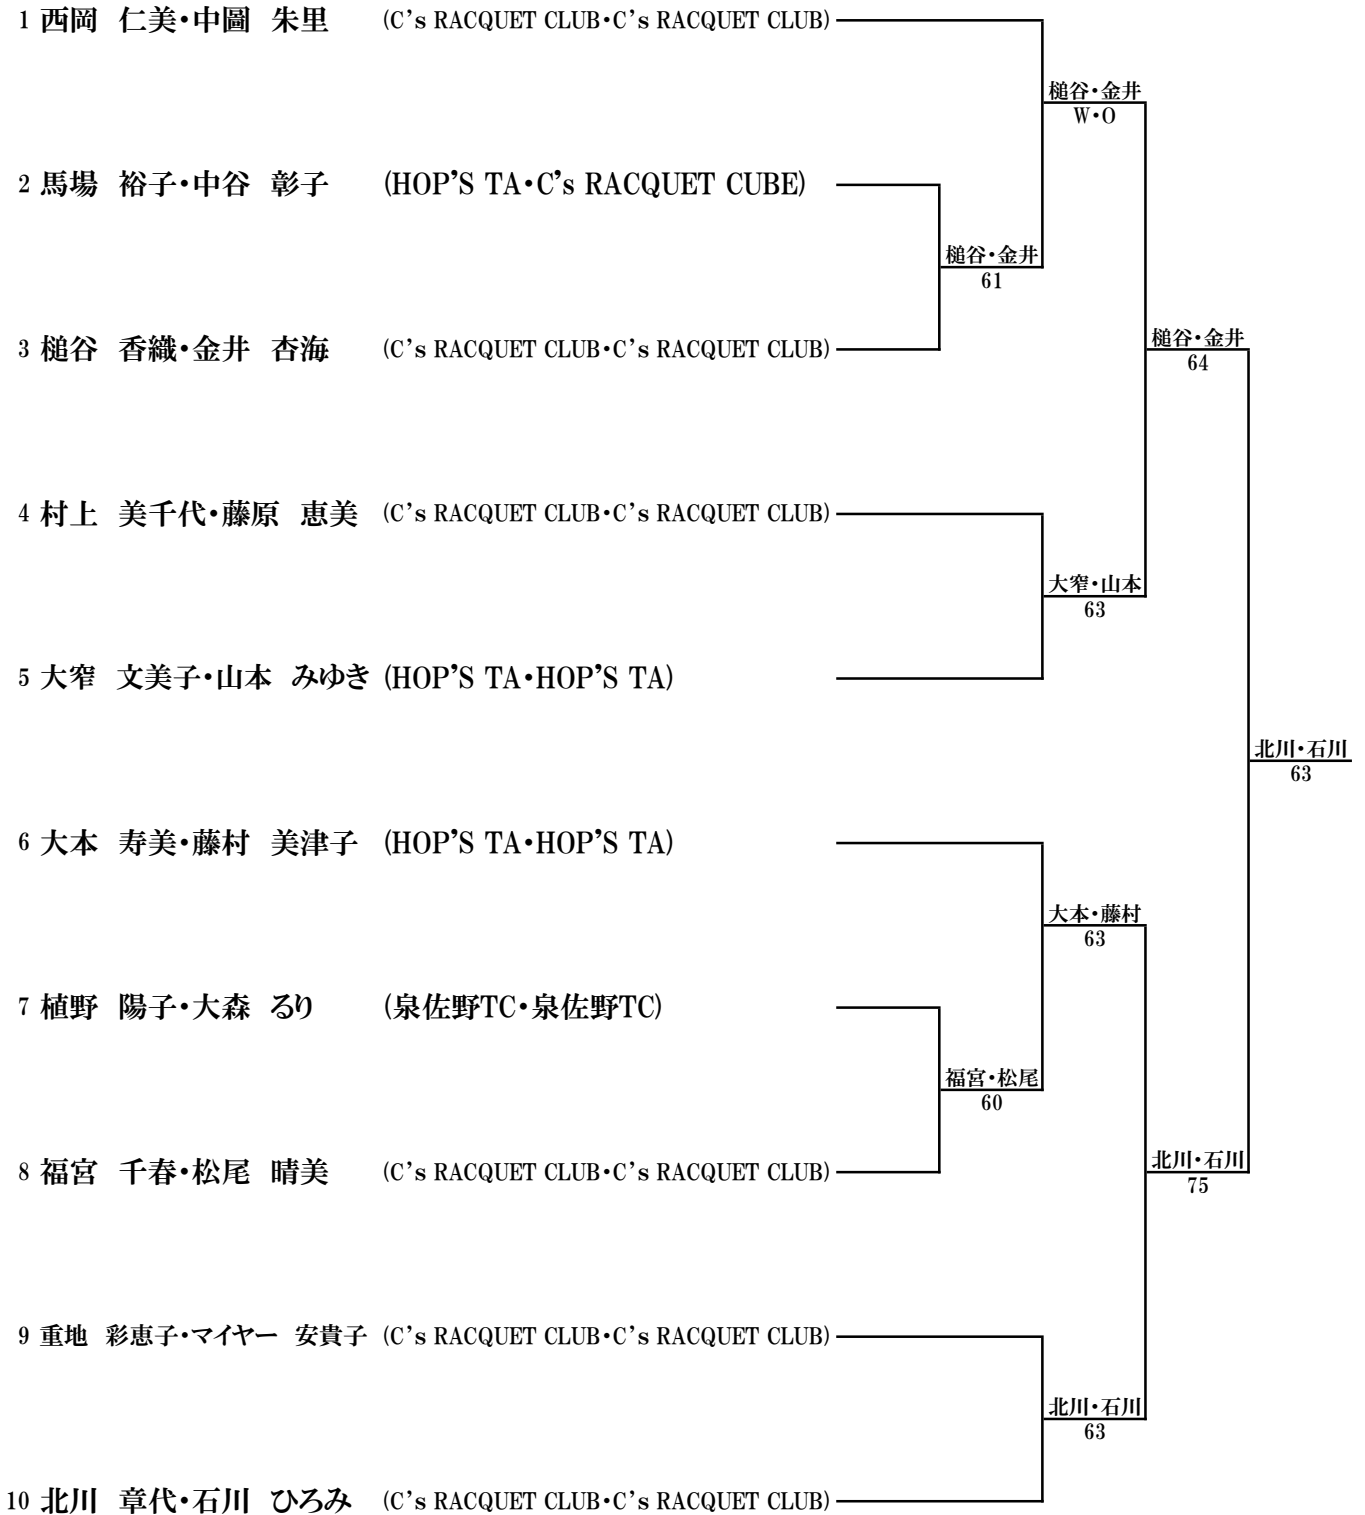 1 西岡 仁美・中圖 朱里 (C's RACQUET CLUB・C's RACQUET CLUB)
槌谷・金井
W・O
2 馬場 裕子・中谷 彰子 (HOP'S TA・C's RACQUET CUBE)
槌谷・金井
61
槌谷・金井
3 槌谷 香織・金井 杏海 (C's RACQUET CLUB・C's RACQUET CLUB)
64
4 村上 美千代・藤原 恵美 (C's RACQUET CLUB・C's RACQUET CLUB)
大窄・山本
63
5 大窄 文美子・山本 みゆき (HOP'S TA・HOP'S TA)
北川・石川
63
6 大本 寿美・藤村 美津子 (HOP'S TA・HOP'S TA)
大本・藤村
63
7 植野 陽子・大森 るり (泉佐野TC・泉佐野TC)
福宮・松尾
60
北川・石川
8 福宮 千春・松尾 晴美 (C's RACQUET CLUB・C's RACQUET CLUB)
75
9 重地 彩恵子・マイヤー 安貴子 (C's RACQUET CLUB・C's RACQUET CLUB)
北川・石川
63
10 北川 章代・石川 ひろみ (C's RACQUET CLUB・C's RACQUET CLUB)